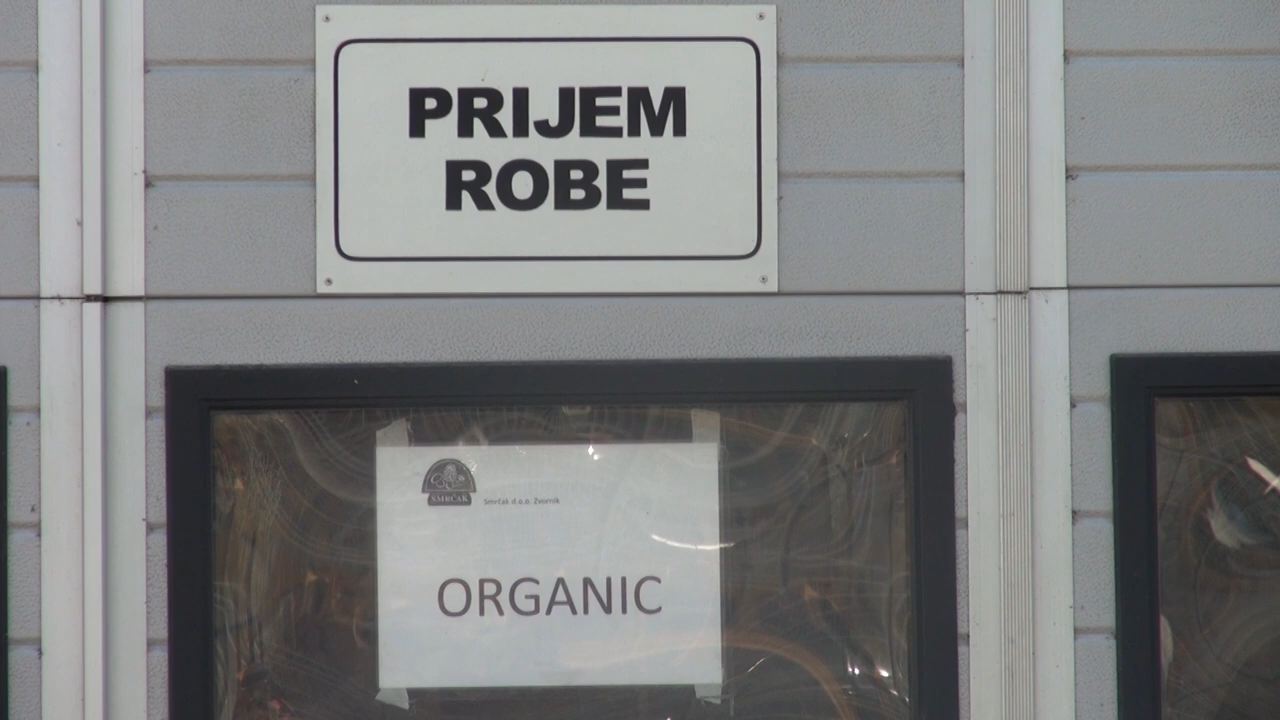 PRIJEM
ROBE
SMRČAK
Smrčak d.o.o. Zvornik
ORGANIC